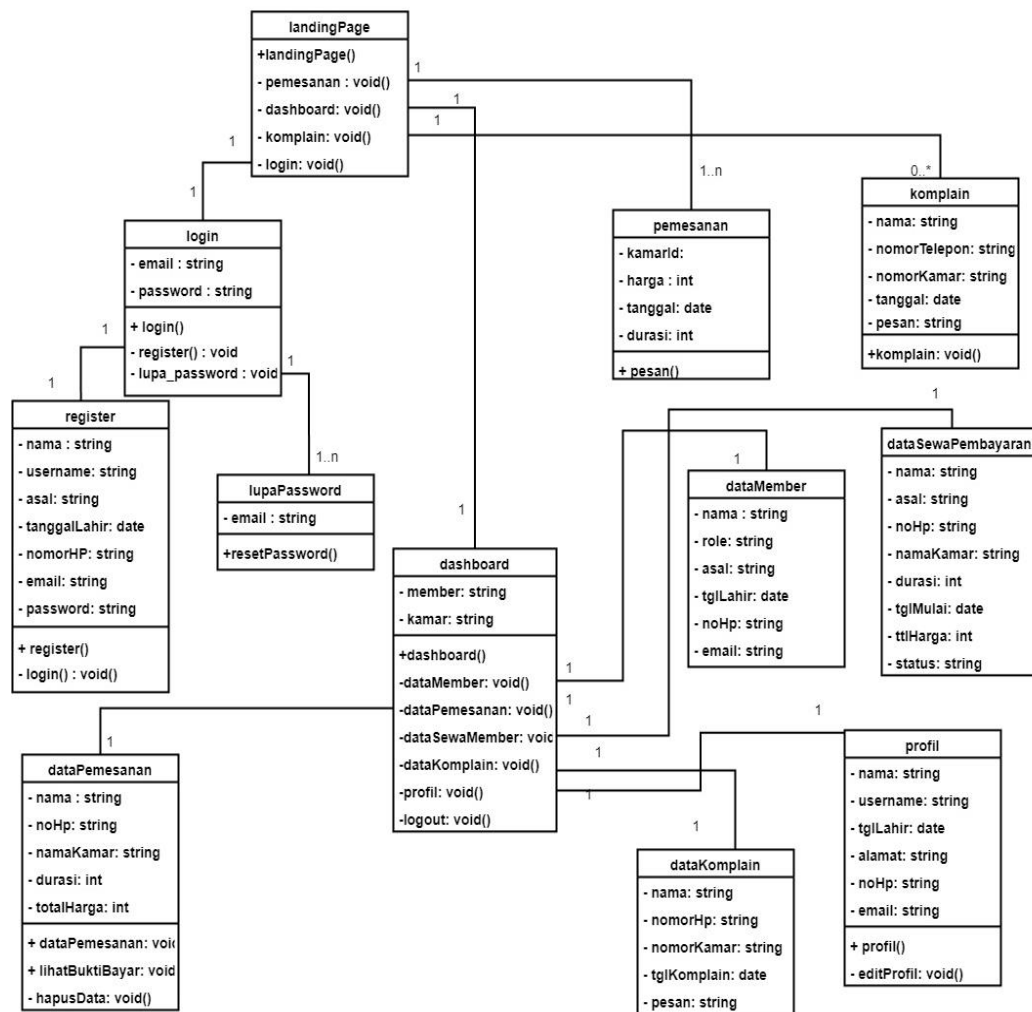 landingPage
+landingPage()
- pemesanan : void()
- dashboard: void()
- komplain: void()
- login: void()
1
1
1
1
1
1..n
0..*
login
- email : string
- password : string
+ login()
- register() : void
- lupa_password : void
1
1
1
1..n
pemesanan
- kamarId:
- harga : int
- tanggal: date
- durasi: int
+ pesan()
komplain
- nama: string
- nomorTelepon: string
- nomorKamar: string
- tanggal: date
- pesan: string
+komplain: void()
register
- nama : string
- username: string
- asal: string
- tanggalLahir: date
- nomorHP: string
- email: string
- password: string
+ register()
- login() : void()
lupaPassword
- email : string
+resetPassword()
1
dashboard
- member: string
- kamar: string
+dashboard()
-dataMember: void()
-dataPemesanan: void()
-dataSewaMember: void
-dataKomplain: void()
-profil: void()
-logout: void()
1
1
1
1
1
1
dataMember
- nama : string
- role: string
- asal: string
- tglLahir: date
- noHp: string
- email: string
1
dataSewaPembayaran
- nama: string
- asal: string
- noHp: string
- namaKamar: string
- durasi: int
- tglMulai: date
- ttlHarga: int
- status: string
1
dataPemesanan
- nama : string
- noHp: string
- namaKamar: string
- durasi: int
- totalHarga: int
+ dataPemesanan: void
+ lihatBuktiBayar: void
- hapusData: void()
1
dataKomplain
- nama: string
- nomorHp: string
- nomorKamar: string
- tglKomplain: date
- pesan: string
1
profil
- nama: string
- username: string
- tglLahir: date
- alamat: string
- noHp: string
- email: string
+ profil()
- editProfil: void()